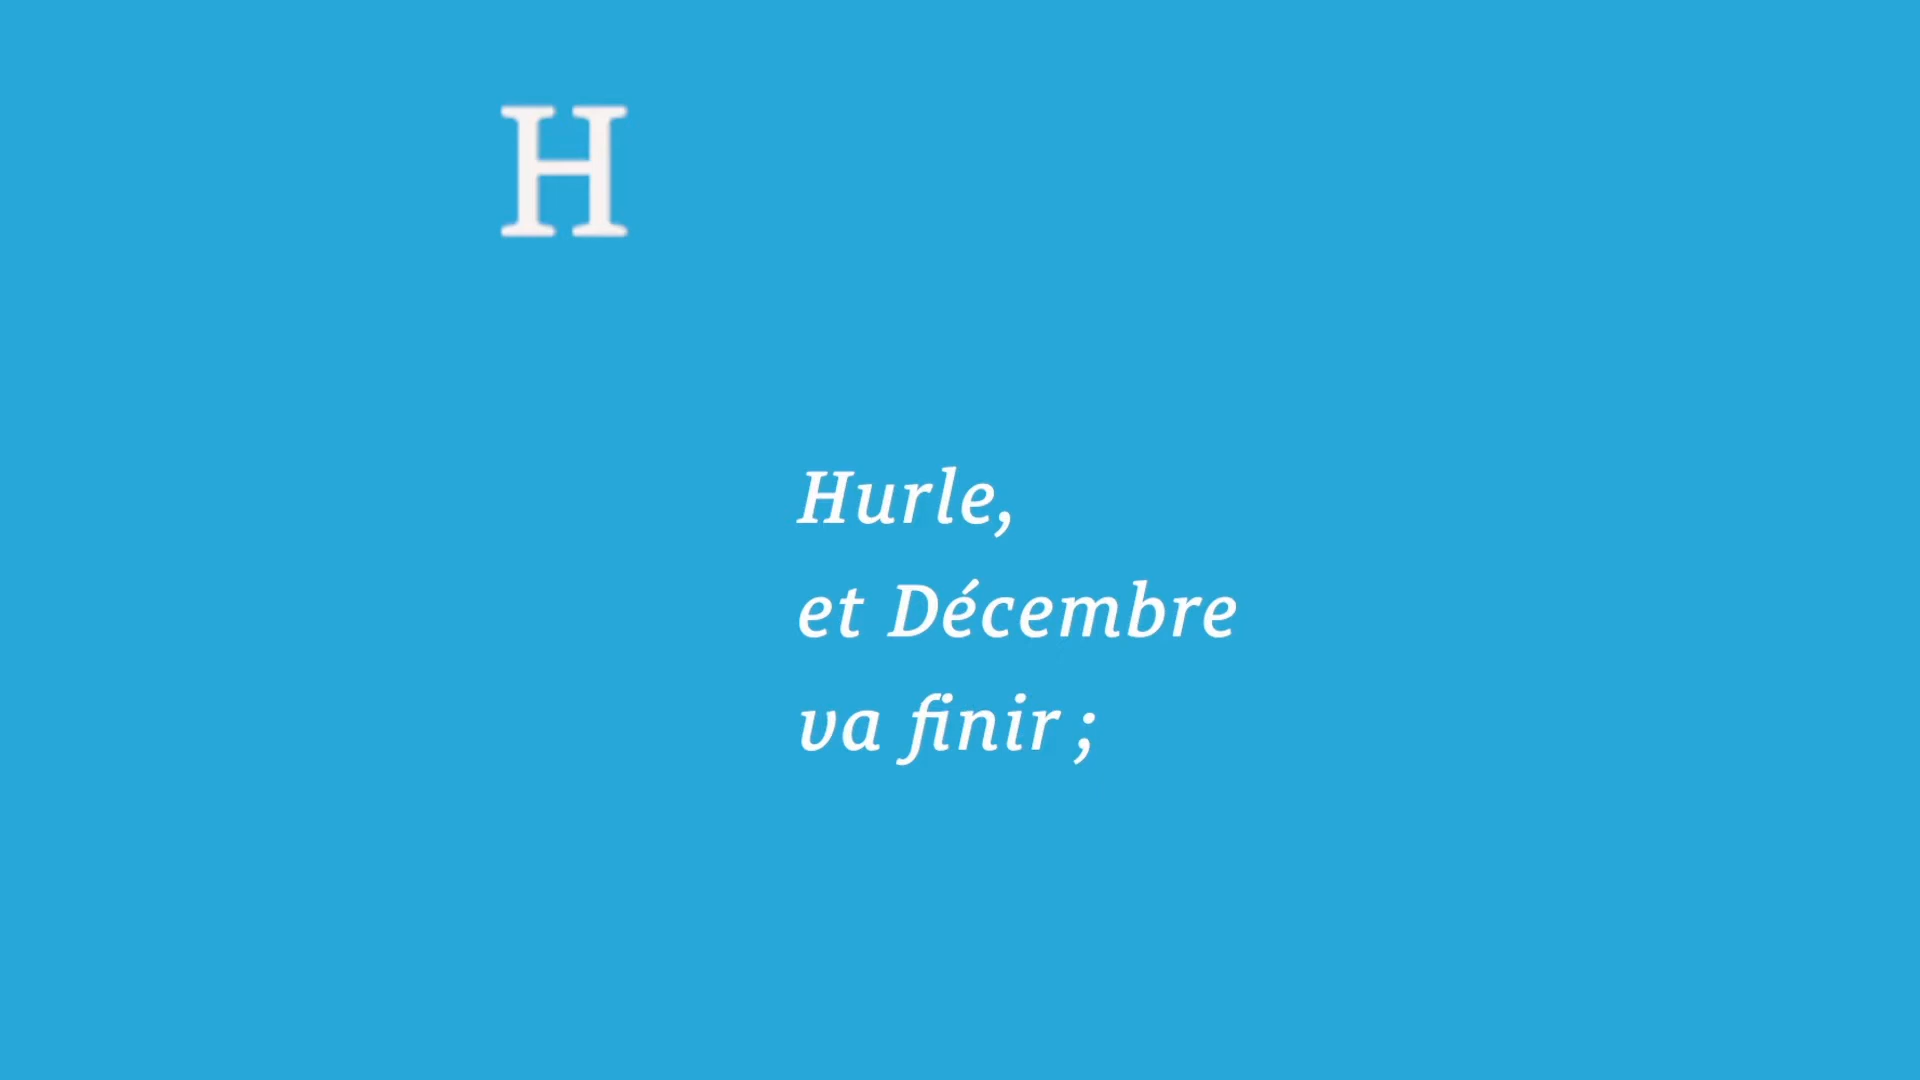 H
Hurle,
et Décembre
va finir ;